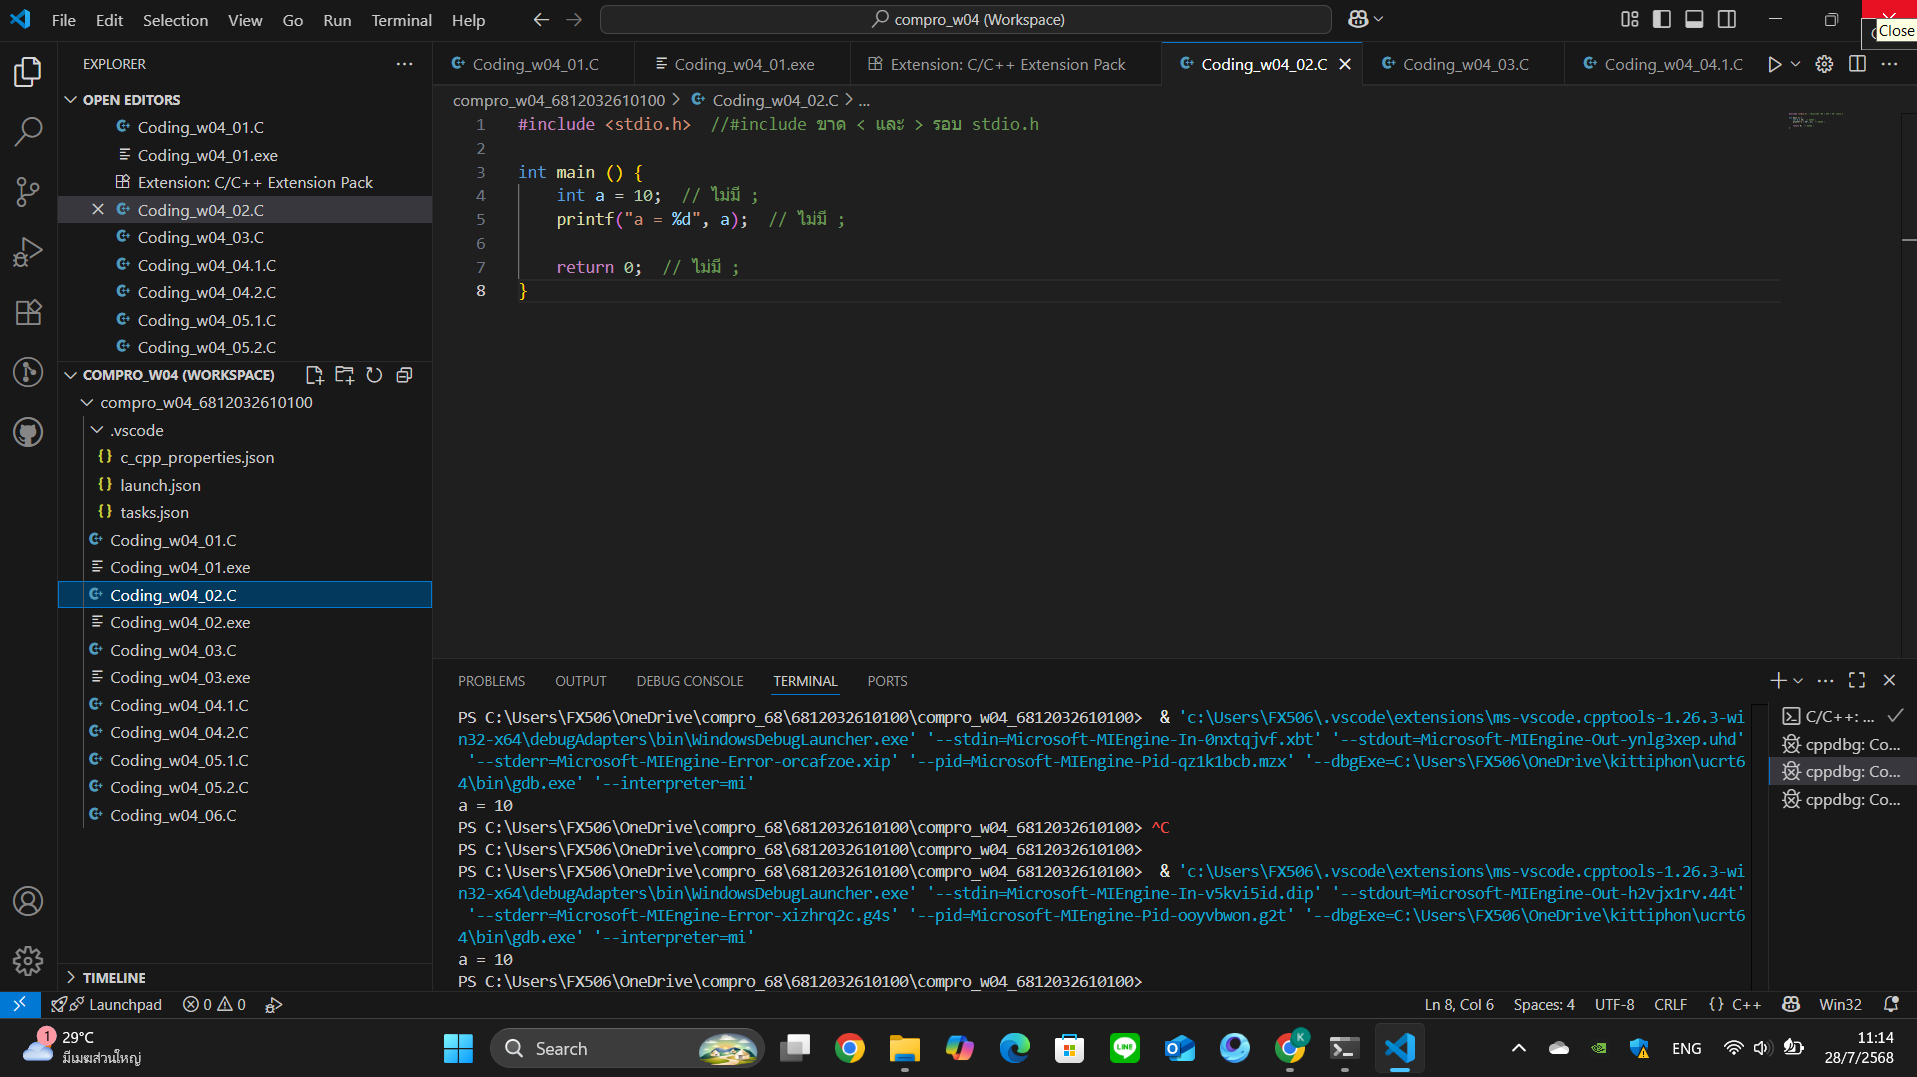 File Edit Selection View Go Run Terminal Help
compro_w04 (Workspace)
Close
EXPLORER
OPEN EDITORS
Coding_w04_01.C
Coding_w04_01.exe
Extension: C/C++ Extension Pack
Coding_w04_02.C
Coding_w04_03.C
Coding_w04_04.1.C
Coding_w04_04.2.C
Coding_w04_05.1.C
Coding_w04_05.2.C
COMPRO_W04 (WORKSPACE)
compro_w04_6812032610100
.vscode
{} c_cpp_properties.json
{} launch.json
{} tasks.json
Coding_w04_01.C
Coding_w04_01.exe
Coding_w04_02.C
Coding_w04_02.exe
Coding_w04_03.C
Coding_w04_03.exe
Coding_w04_04.1.C
Coding_w04_04.2.C
Coding_w04_05.1.C
Coding_w04_05.2.C
Coding_w04_06.C
TIMELINE
Coding_w04_01.C Coding_w04_01.exe Extension: C/C++ Extension Pack Coding_w04_02.C Coding_w04_03.C Coding_w04_04.1.C
compro_w04_6812032610100 > Coding_w04_02.C > ...
1 #include <stdio.h>  //#include ขาด < และ > รอบ stdio.h
2
3 int main () {
4     int a = 10;  // ไม่มี ;
5     printf("a = %d", a);  // ไม่มี ;
6
7     return 0;  // ไม่มี ;
8 }
PROBLEMS OUTPUT DEBUG CONSOLE TERMINAL PORTS
PS C:\Users\FX506\OneDrive\compro_68\6812032610100\compro_w04_6812032610100>  & 'c:\Users\FX506\.vscode\extensions\ms-vscode.cpptools-1.26.3-wi
n32-x64\debugAdapters\bin\WindowsDebugLauncher.exe' '--stdin=Microsoft-MIEngine-In-0nxtqjvf.xbt' '--stdout=Microsoft-MIEngine-Out-ynlg3xep.uhd'
'--stderr=Microsoft-MIEngine-Error-orcafzoe.xip' '--pid=Microsoft-MIEngine-Pid-qz1k1bcb.mzx' '--dbgExe=C:\Users\FX506\OneDrive\kittiphon\ucrt6
4\bin\gdb.exe' '--interpreter=mi'
a = 10
PS C:\Users\FX506\OneDrive\compro_68\6812032610100\compro_w04_6812032610100> ^C
PS C:\Users\FX506\OneDrive\compro_68\6812032610100\compro_w04_6812032610100>
PS C:\Users\FX506\OneDrive\compro_68\6812032610100\compro_w04_6812032610100>  & 'c:\Users\FX506\.vscode\extensions\ms-vscode.cpptools-1.26.3-wi
n32-x64\debugAdapters\bin\WindowsDebugLauncher.exe' '--stdin=Microsoft-MIEngine-In-v5kvi5id.dip' '--stdout=Microsoft-MIEngine-Out-h2vjx1rv.44t'
'--stderr=Microsoft-MIEngine-Error-xizhrq2c.g4s' '--pid=Microsoft-MIEngine-Pid-ooyvbwon.g2t' '--dbgExe=C:\Users\FX506\OneDrive\kittiphon\ucrt6
4\bin\gdb.exe' '--interpreter=mi'
a = 10
PS C:\Users\FX506\OneDrive\compro_68\6812032610100\compro_w04_6812032610100>
C/C++: ...
cppdbg: Co...
cppdbg: Co...
cppdbg: Co...
Launchpad 0 0 Ln 8, Col 6 Spaces: 4 UTF-8 CRLF {} C++ Win32
1
29°C
มีเมฆส่วนใหญ่
Search
LINE
K
ENG
11:14
28/7/2568